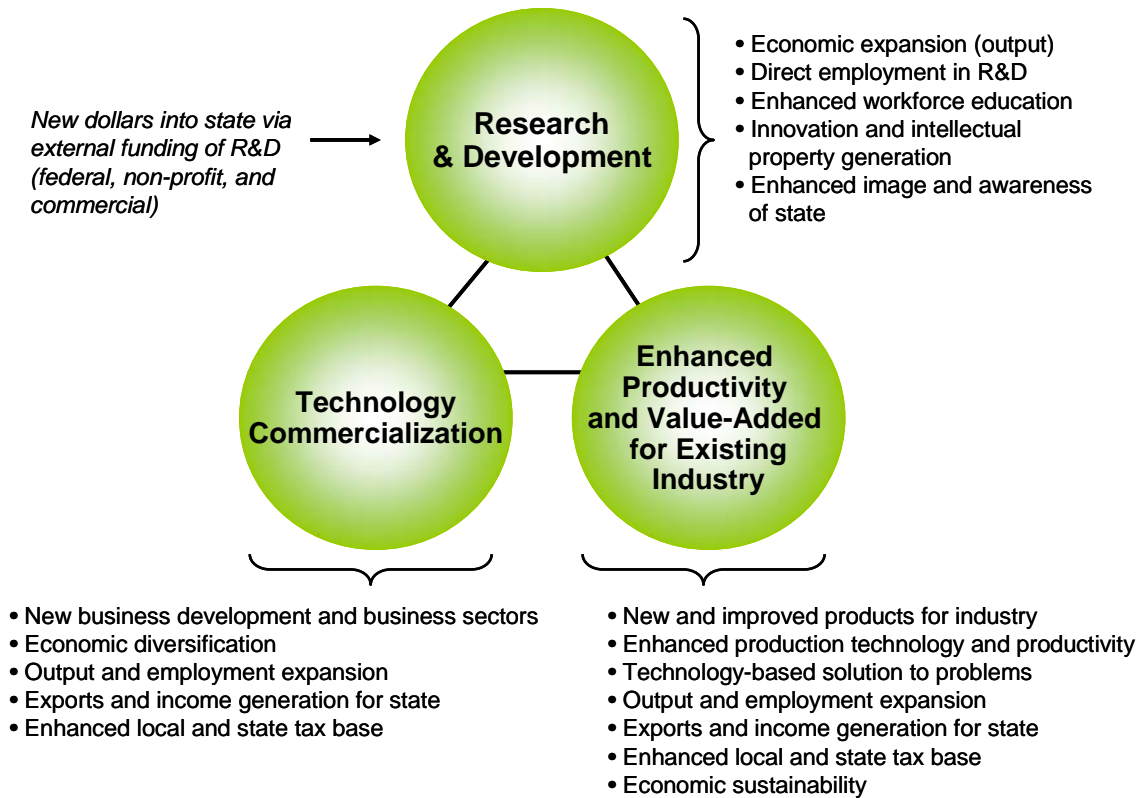 New dollars into state via
external funding of R&D
(federal, non-profit, and
commercial)
Research
& Development
• Economic expansion (output)
• Direct employment in R&D
• Enhanced workforce education
• Innovation and intellectual
property generation
• Enhanced image and awareness
of state
Technology
Commercialization
Enhanced
Productivity
and Value-Added
for Existing
Industry
• New business development and business sectors
• Economic diversification
• Output and employment expansion
• Exports and income generation for state
• Enhanced local and state tax base
• New and improved products for industry
• Enhanced production technology and productivity
• Technology-based solution to problems
• Output and employment expansion
• Exports and income generation for state
• Enhanced local and state tax base
• Economic sustainability